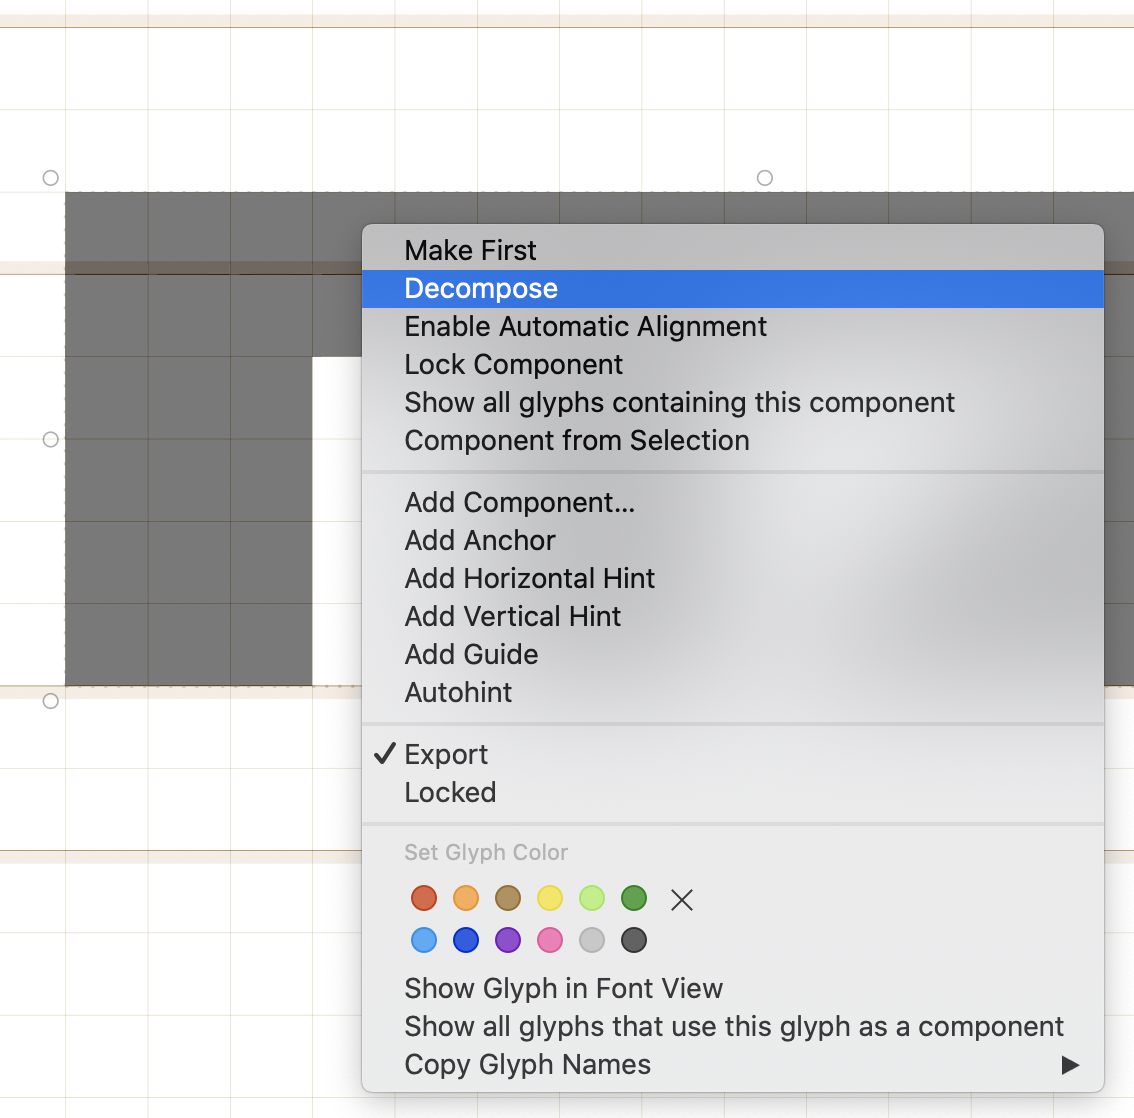 Make First
Decompose
Enable Automatic Alignment
Lock Component
Show all glyphs containing this component
Component from Selection
Add Component...
Add Anchor
Add Horizontal Hint
Add Vertical Hint
Add Guide
Autohint
Export
Locked
Set Glyph Color
Show Glyph in Font View
Show all glyphs that use this glyph as a component
Copy Glyph Names